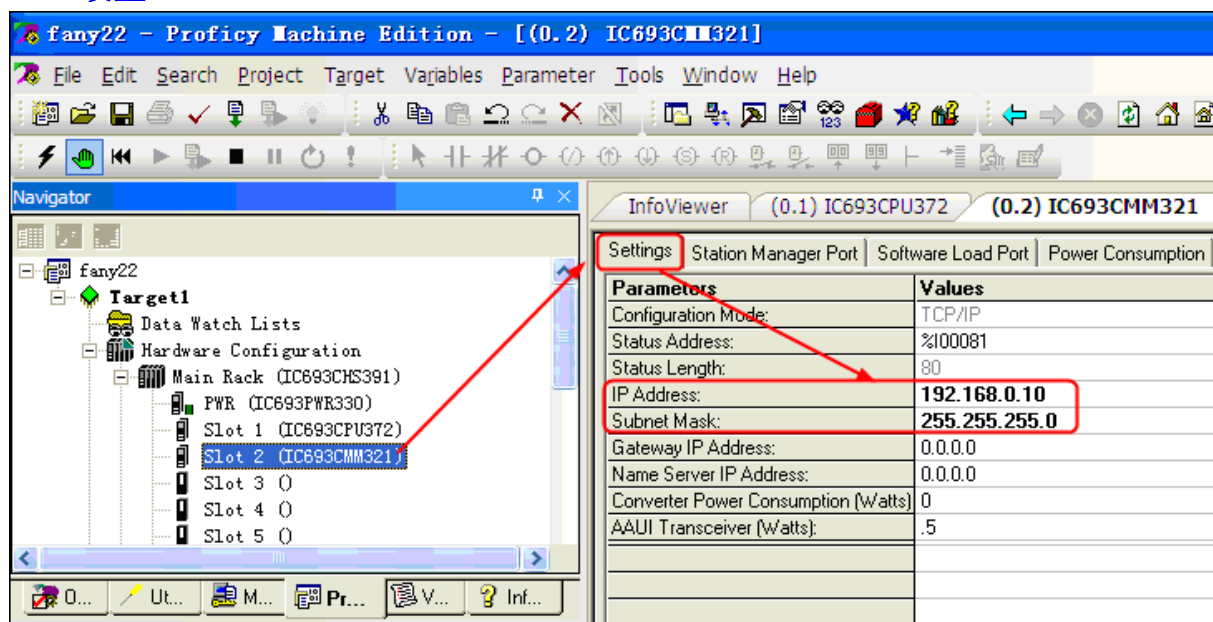 fany22 - Proficy Machine Edition - [(0.2) IC693CMM321]
File Edit Search Project Target Variables Parameter Tools Window Help
Navigator
InfoViewer (0.1) IC693CPU372 (0.2) IC693CMM321
Settings Station Manager Port Software Load Port Power Consumption
fany22
Target1
Data Watch Lists
Hardware Configuration
Main Rack (IC693CHS391)
PWR (IC693PWR330)
Slot 1 (IC693CPU372)
Slot 2 (IC693CMM321)
Slot 3 ()
Slot 4 ()
Slot 5 ()
Parameters Values
Configuration Mode: TCP/IP
Status Address: %I00081
Status Length: 80
IP Address: 192.168.0.10
Subnet Mask: 255.255.255.0
Gateway IP Address: 0.0.0.0
Name Server IP Address: 0.0.0.0
Converter Power Consumption (Watts) 0
AAUI Transceiver (Watts): .5
O... Ut... M... Pr... V... Inf...